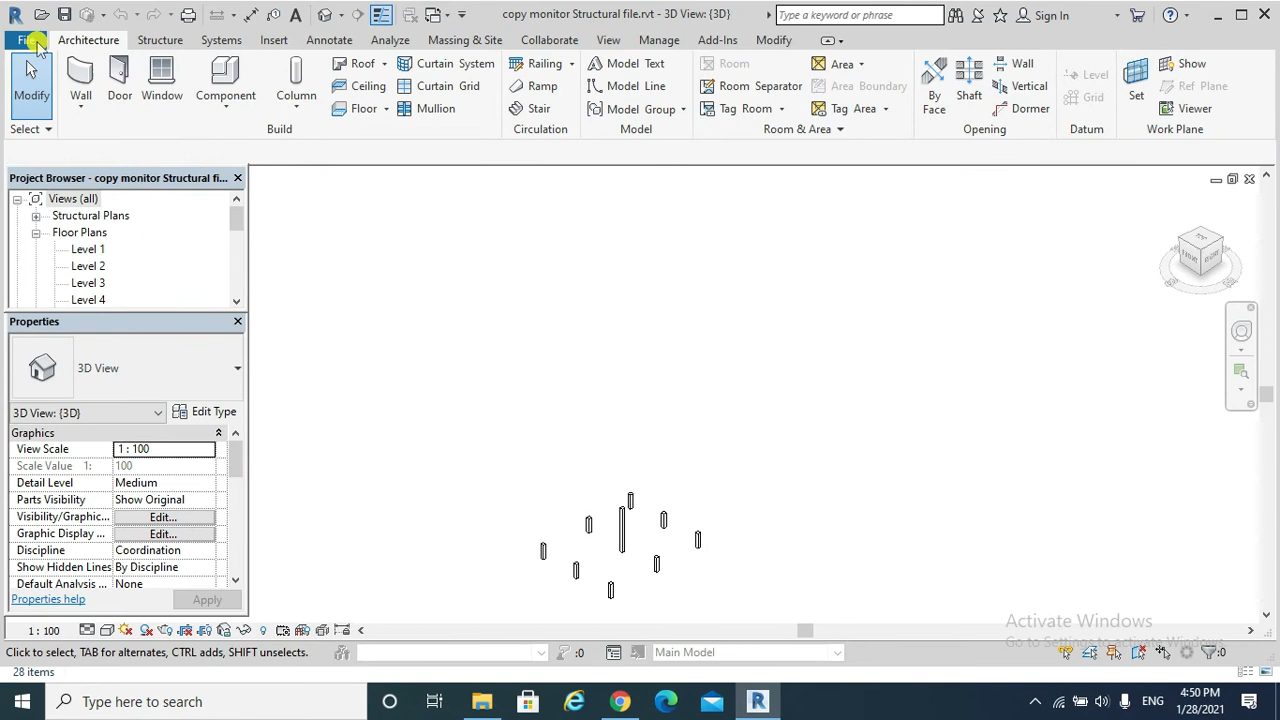 copy monitor Structural file.rvt - 3D View: {3D}
Type a keyword or phrase
Sign In
File
Architecture
Structure
Systems
Insert
Annotate
Analyze
Massing & Site
Collaborate
View
Manage
Add-Ins
Modify
Modify
Wall
Door
Window
Component
Column
Roof
Ceiling
Floor
Curtain System
Curtain Grid
Mullion
Railing
Ramp
Stair
Model Text
Model Line
Model Group
Room
Room Separator
Tag Room
Area
Area Boundary
Tag Area
By
Face
Shaft
Wall
Vertical
Dormer
Level
Grid
Set
Show
Ref Plane
Viewer
Select
Build
Circulation
Model
Room & Area
Opening
Datum
Work Plane
Project Browser - copy monitor Structural fi...
Views (all)
Structural Plans
Floor Plans
Level 1
Level 2
Level 3
Level 4
Properties
3D View
3D View: {3D}
Edit Type
Graphics
View Scale 1 : 100
Scale Value 1: 100
Detail Level Medium
Parts Visibility Show Original
Visibility/Graphic... Edit...
Graphic Display ... Edit...
Discipline Coordination
Show Hidden Lines By Discipline
Default Analysis ... None
Properties help
Apply
FRONT
RIGHT
1 : 100
Activate Windows
Go to Settings to activate Windows.
Click to select, TAB for alternates, CTRL adds, SHIFT unselects.
:0
Main Model
:0
28 items
Type here to search
ENG
4:50 PM
1/28/2021